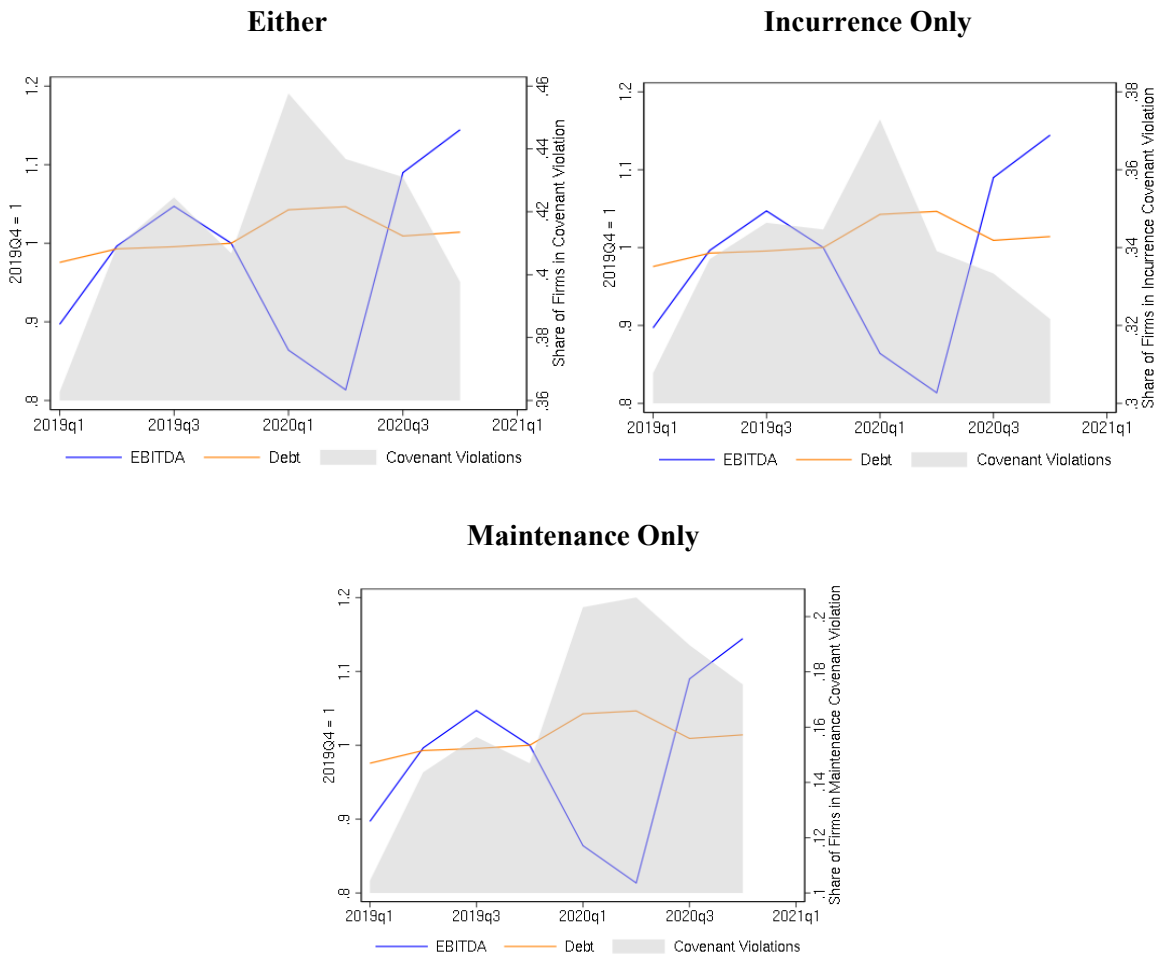 Either
Incurrence Only
1.2
1.1
1
.9
.8
2019Q4 = 1
.46
.44
.42
.4
.38
.36
Share of Firms in Covenant Violation
2019q1 2019q3 2020q1 2020q3 2021q1
EBITDA Debt Covenant Violations
1.2
1.1
1
.9
.8
2019Q4 = 1
.38
.36
.34
.32
.3
Share of Firms in Incurrence Covenant Violation
2019q1 2019q3 2020q1 2020q3 2021q1
EBITDA Debt Covenant Violations
Maintenance Only
1.2
1.1
1
.9
.8
2019Q4 = 1
.2
.18
.16
.14
.12
.1
Share of Firms in Maintenance Covenant Violation
2019q1 2019q3 2020q1 2020q3 2021q1
EBITDA Debt Covenant Violations